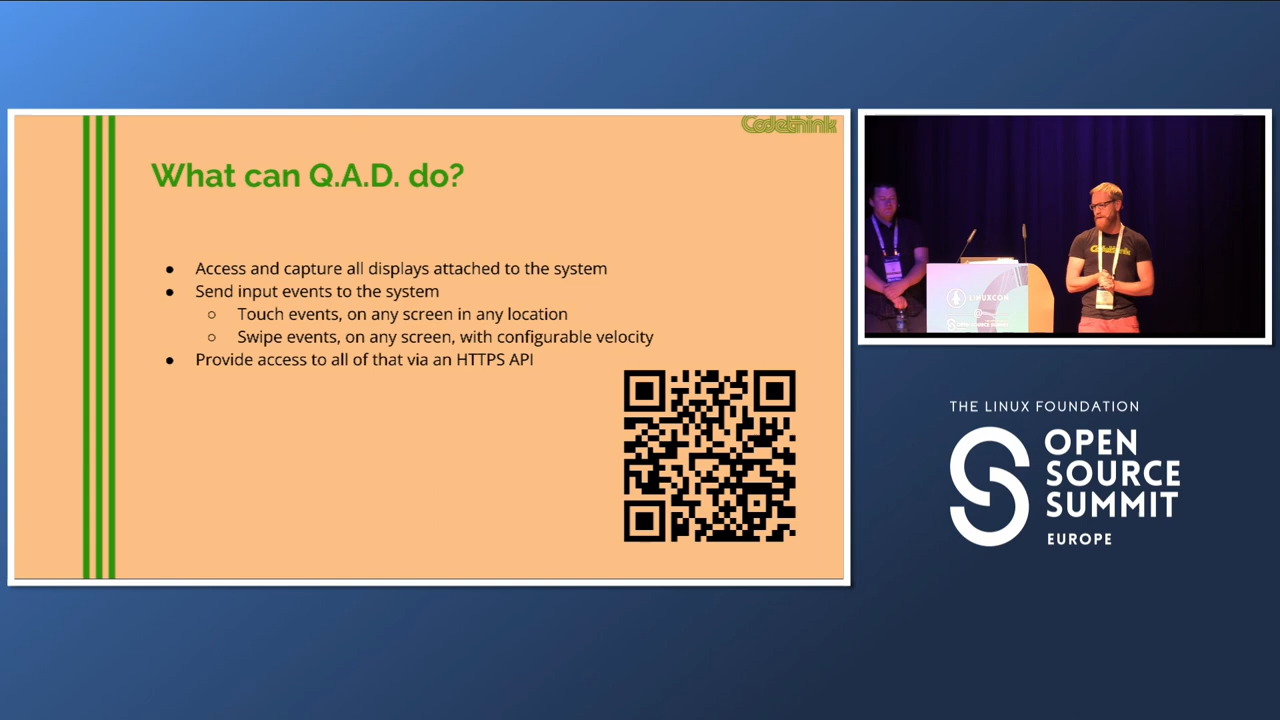 Codethink
What can Q.A.D. do?
● Access and capture all displays attached to the system
● Send input events to the system
○ Touch events, on any screen in any location
○ Swipe events, on any screen, with configurable velocity
● Provide access to all of that via an HTTPS API
Codethink
LINUXCON
THE LINUX FOUNDATION
OPEN
SOURCE
SUMMIT
EUROPE